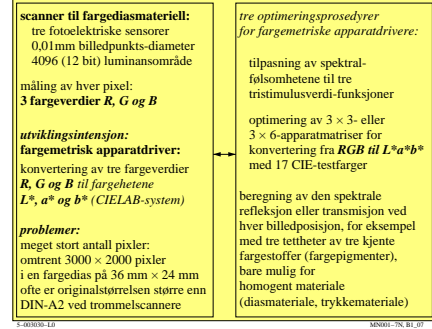 scanner til fargediasmateriell:
tre fotoelektriske sensorer
0,01mm billedpunkts-diameter
4096 (12 bit) luminansområde
måling av hver pixel:
3 fargeverdier R, G og B
utviklingsintensjon:
fargemetrisk apparatdriver:
konvertering av tre fargeverdier
R, G og B til fargehetene
L*, a* og b* (CIELAB-system)
problemer:
meget stort antall pixler:
omtrent 3000 × 2000 pixler
i en fargedias på 36 mm × 24 mm
ofte er originalstørrelsen større enn
DIN-A2 ved trommelscannere
tre optimeringsprosedyrer
for fargemetriske apparatdrivere:
tilpasning av spektral-
følsomhetene til tre
tristimulusverdi-funksjoner
optimering av 3 × 3- eller
3 × 6-apparatmatriser for
konvertering fra RGB til L*a*b*
med 17 CIE-testfarger
beregning av den spektrale
refleksjon eller transmisjon ved
hver billedposisjon, for eksempel
med tre tettheter av tre kjente
fargestoffer (fargepigmenter),
bare mulig for
homogent materiale
(diasmateriale, trykkemateriale)
5-003030-L0
MN001-7N, B1_07